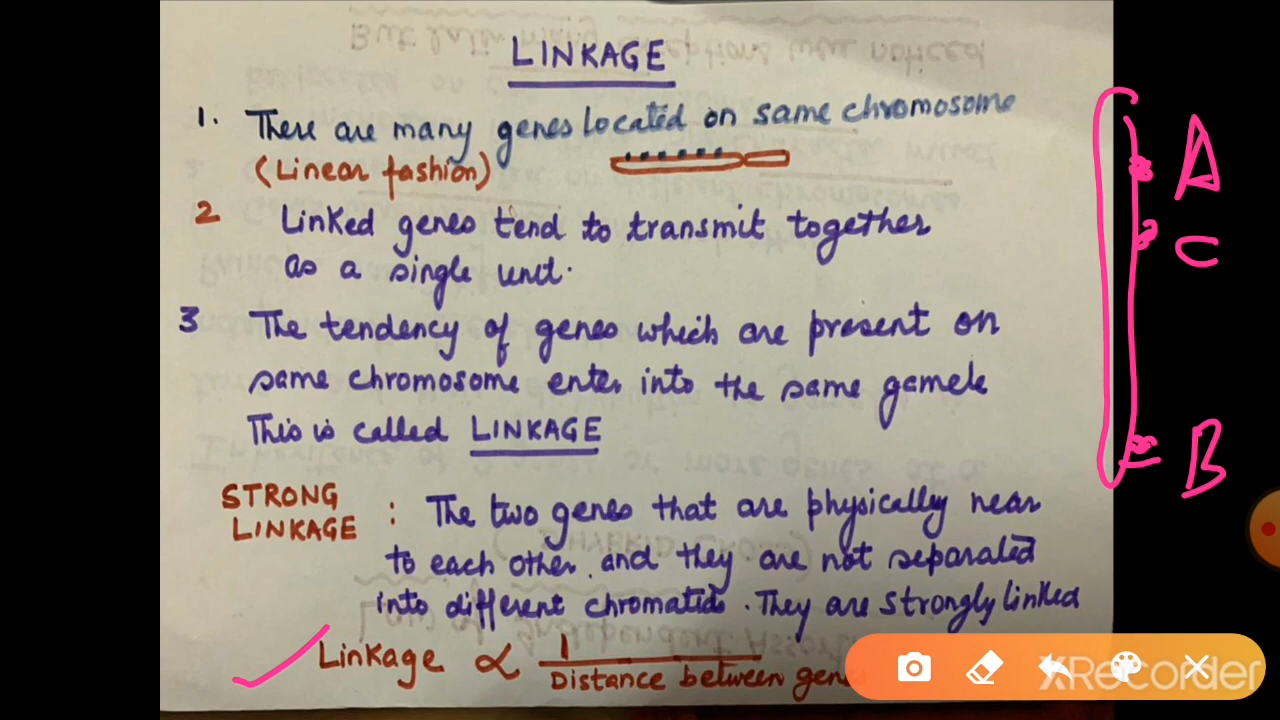 LINKAGE
1. There are many genes located on same chromosome
(Linear fashion)
2 Linked genes tend to transmit together
as a single unit.
3 The tendency of genes which are present on
same chromosome enter into the same gamete
This is called LINKAGE
STRONG
LINKAGE : The two genes that are physically near
to each other and they are not separated
into different chromatids. They are strongly linked
Linkage ∝ 1
Distance between
A
C
B
XRecorder